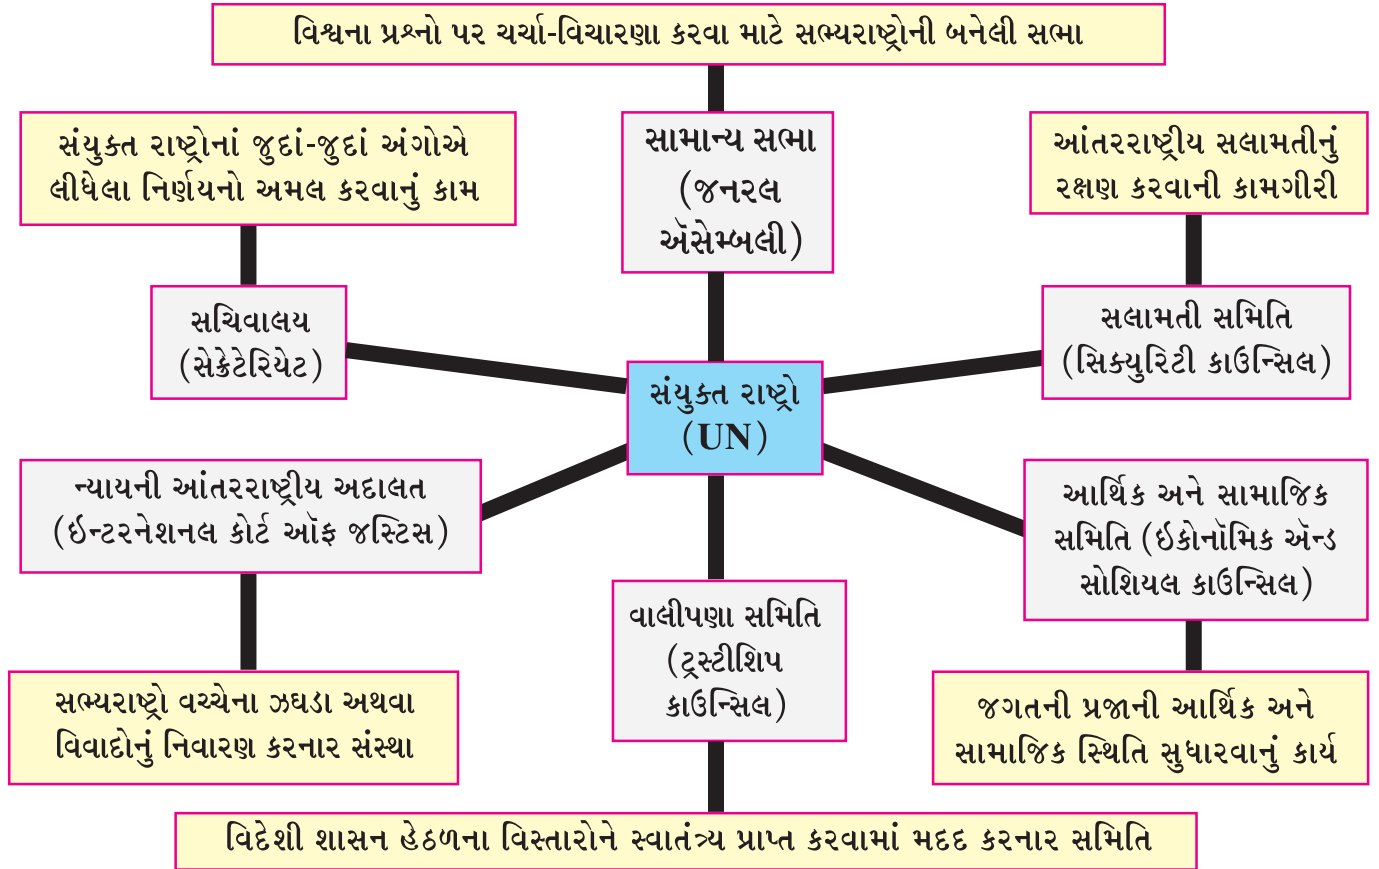 વિશ્વના પ્રશ્નો પર ચર્ચા-વિચારણા કરવા માટે સભ્યરાષ્ટ્રોની બનેલી સભા
સંયુક્ત રાષ્ટ્રોનાં જુદાં-જુદાં અંગોએ
લીધેલા નિર્ણયનો અમલ કરવાનું કામ
સામાન્ય સભા
(જનરલ
ઍસેમ્બલી)
આંતરરાષ્ટ્રીય સલામતીનું
રક્ષણ કરવાની કામગીરી
સચિવાલય
(સેક્રેટેરિયેટ)
સલામતી સમિતિ
(સિક્યુરિટી કાઉન્સિલ)
સંયુક્ત રાષ્ટ્રો
(UN)
ન્યાયની આંતરરાષ્ટ્રીય અદાલત
(ઇન્ટરનેશનલ કોર્ટ ઑફ જસ્ટિસ)
આર્થિક અને સામાજિક
સમિતિ (ઇકોનૉમિક ઍન્ડ
સોશિયલ કાઉન્સિલ)
વાલીપણા સમિતિ
(ટ્રસ્ટીશિપ
કાઉન્સિલ)
સભ્યરાષ્ટ્રો વચ્ચેના ઝઘડા અથવા
વિવાદોનું નિવારણ કરનાર સંસ્થા
જગતની પ્રજાની આર્થિક અને
સામાજિક સ્થિતિ સુધારવાનું કાર્ય
વિદેશી શાસન હેઠળના વિસ્તારોને સ્વાતંત્ર્ય પ્રાપ્ત કરવામાં મદદ કરનાર સમિતિ